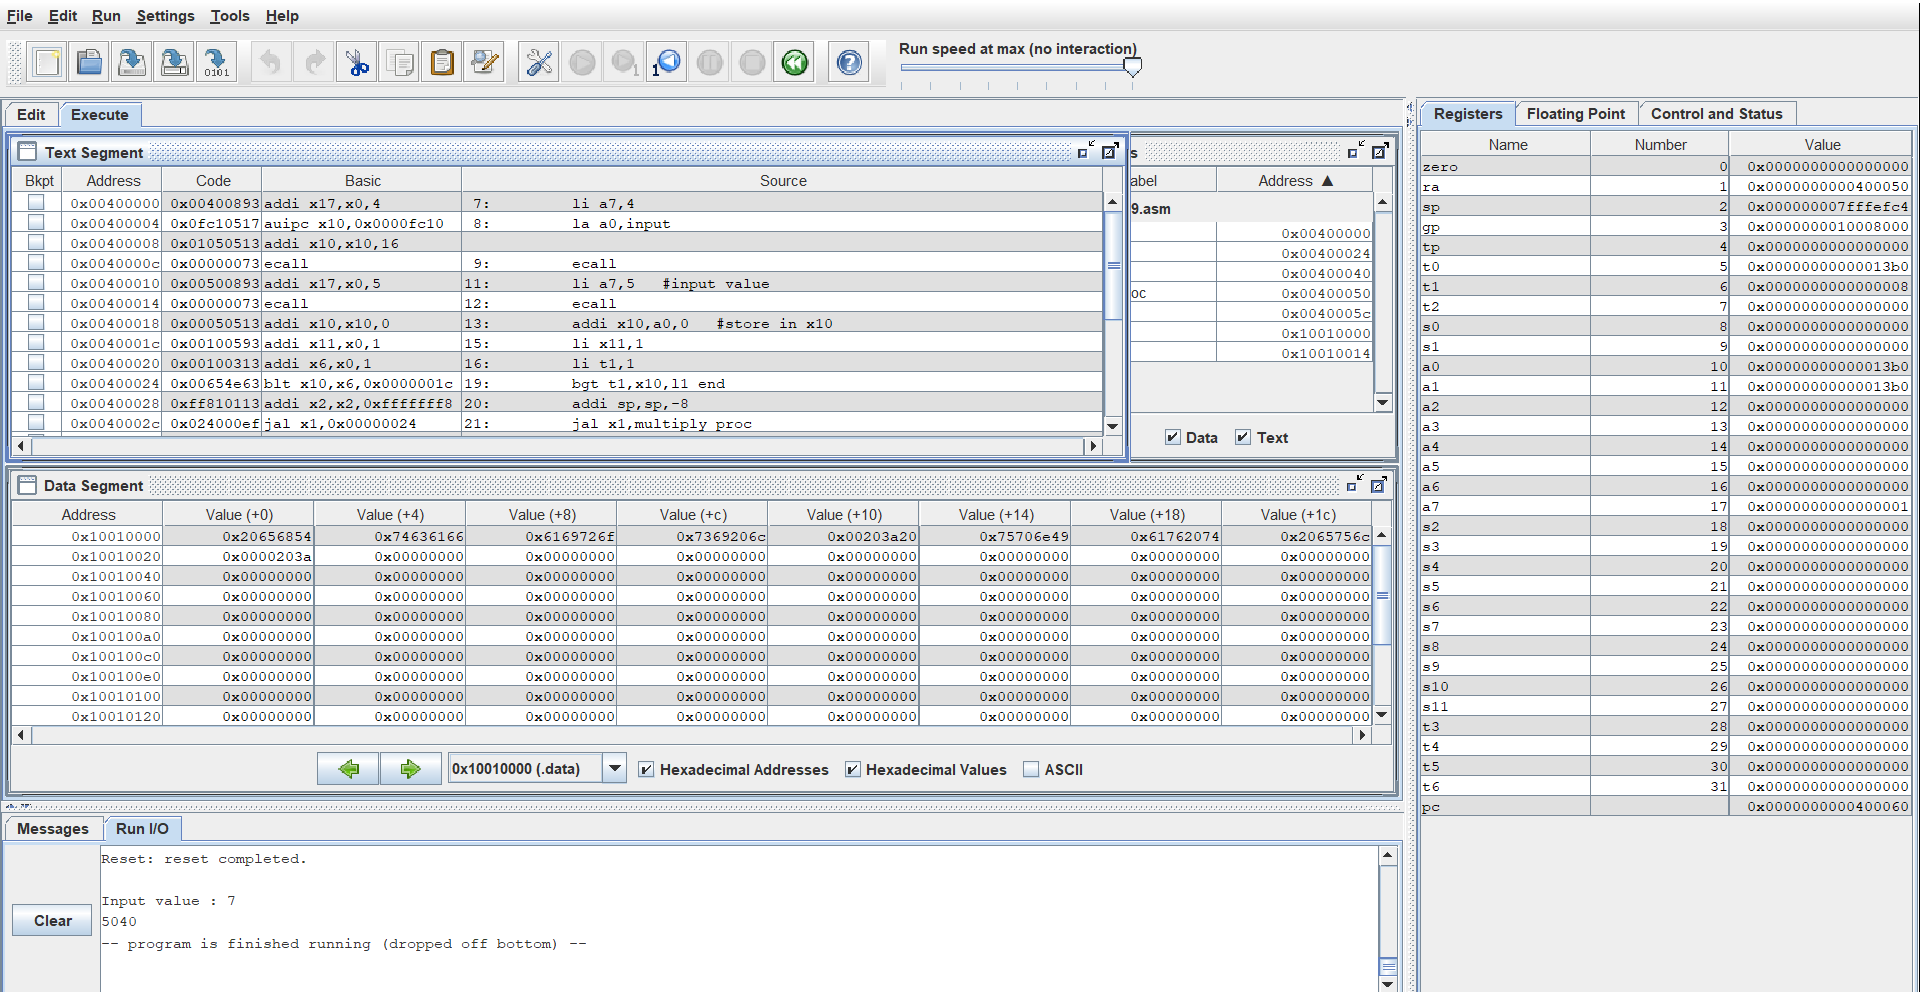 File Edit Run Settings Tools Help
Run speed at max (no interaction)
0101 1 1
Edit Execute
Registers Floating Point Control and Status
Text Segment
s
Bkpt Address Code Basic Source
0x00400000 0x00400893 addi x17,x0,4 7: li a7,4
0x00400004 0x0fc10517 auipc x10,0x0000fc10 8: la a0,input
0x00400008 0x01050513 addi x10,x10,16
0x0040000c 0x00000073 ecall 9: ecall
0x00400010 0x00500893 addi x17,x0,5 11: li a7,5 #input value
0x00400014 0x00000073 ecall 12: ecall
0x00400018 0x00050513 addi x10,x10,0 13: addi x10,a0,0 #store in x10
0x0040001c 0x00100593 addi x11,x0,1 15: li x11,1
0x00400020 0x00100313 addi x6,x0,1 16: li t1,1
0x00400024 0x00654e63 blt x10,x6,0x0000001c 19: bgt t1,x10,l1 end
0x00400028 0xff810113 addi x2,x2,0xfffffff8 20: addi sp,sp,-8
0x0040002c 0x024000ef jal x1,0x00000024 21: jal x1,multiply proc
abel Address ▲
9.asm
0x00400000
0x00400024
0x00400040
oc 0x00400050
0x0040005c
0x10010000
0x10010014
Data Text
Data Segment
Address Value (+0) Value (+4) Value (+8) Value (+c) Value (+10) Value (+14) Value (+18) Value (+1c)
0x10010000 0x20656854 0x74636166 0x6169726f 0x7369206c 0x00203a20 0x75706e49 0x61762074 0x2065756c
0x10010020 0x0000203a 0x00000000 0x00000000 0x00000000 0x00000000 0x00000000 0x00000000 0x00000000
0x10010040 0x00000000 0x00000000 0x00000000 0x00000000 0x00000000 0x00000000 0x00000000 0x00000000
0x10010060 0x00000000 0x00000000 0x00000000 0x00000000 0x00000000 0x00000000 0x00000000 0x00000000
0x10010080 0x00000000 0x00000000 0x00000000 0x00000000 0x00000000 0x00000000 0x00000000 0x00000000
0x100100a0 0x00000000 0x00000000 0x00000000 0x00000000 0x00000000 0x00000000 0x00000000 0x00000000
0x100100c0 0x00000000 0x00000000 0x00000000 0x00000000 0x00000000 0x00000000 0x00000000 0x00000000
0x100100e0 0x00000000 0x00000000 0x00000000 0x00000000 0x00000000 0x00000000 0x00000000 0x00000000
0x10010100 0x00000000 0x00000000 0x00000000 0x00000000 0x00000000 0x00000000 0x00000000 0x00000000
0x10010120 0x00000000 0x00000000 0x00000000 0x00000000 0x00000000 0x00000000 0x00000000 0x00000000
0x10010000 (.data) Hexadecimal Addresses Hexadecimal Values ASCII
Messages Run I/O
Clear
Reset: reset completed.
Input value : 7
5040
-- program is finished running (dropped off bottom) --
Name Number Value
zero 0 0x0000000000000000
ra 1 0x0000000000400050
sp 2 0x000000007fffefc4
gp 3 0x0000000010008000
tp 4 0x0000000000000000
t0 5 0x00000000000013b0
t1 6 0x0000000000000008
t2 7 0x0000000000000000
s0 8 0x0000000000000000
s1 9 0x0000000000000000
a0 10 0x00000000000013b0
a1 11 0x00000000000013b0
a2 12 0x0000000000000000
a3 13 0x0000000000000000
a4 14 0x0000000000000000
a5 15 0x0000000000000000
a6 16 0x0000000000000000
a7 17 0x0000000000000001
s2 18 0x0000000000000000
s3 19 0x0000000000000000
s4 20 0x0000000000000000
s5 21 0x0000000000000000
s6 22 0x0000000000000000
s7 23 0x0000000000000000
s8 24 0x0000000000000000
s9 25 0x0000000000000000
s10 26 0x0000000000000000
s11 27 0x0000000000000000
t3 28 0x0000000000000000
t4 29 0x0000000000000000
t5 30 0x0000000000000000
t6 31 0x0000000000000000
pc 0x0000000000400060